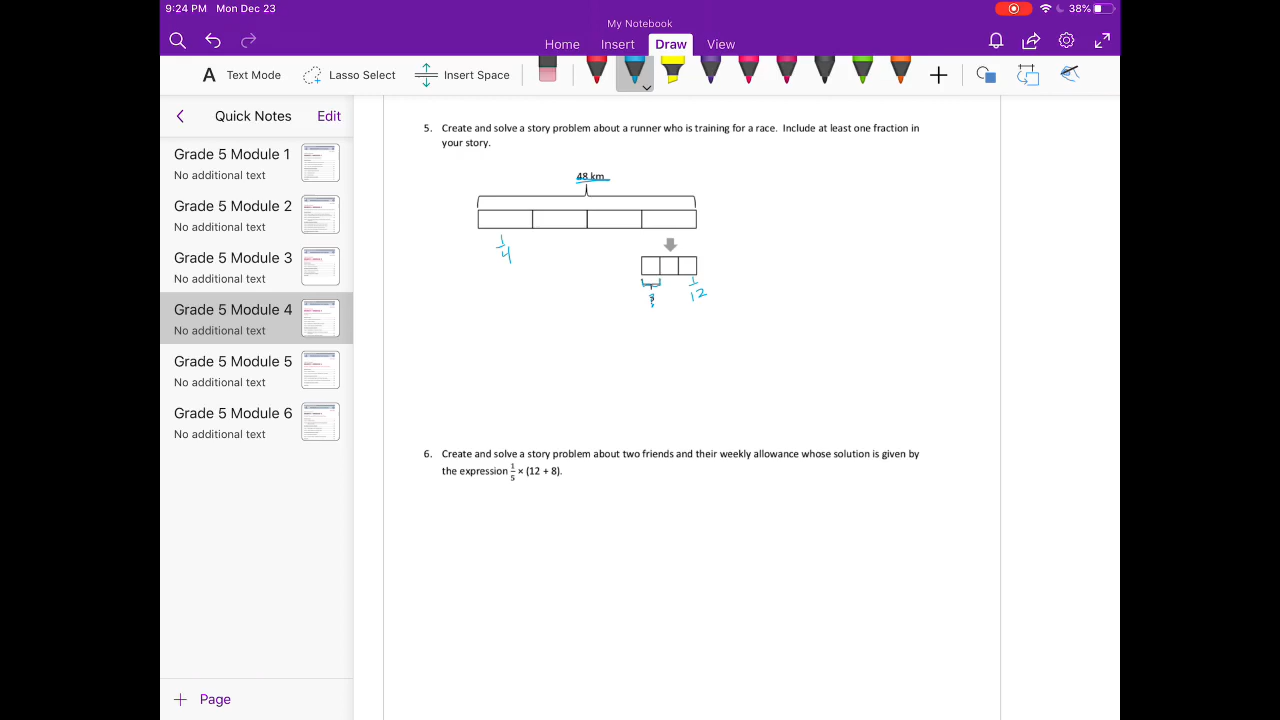 9:24 PM Mon Dec 23
38%
My Notebook
Home Insert Draw View
A Text Mode Lasso Select Insert Space
Quick Notes Edit
Grade 5 Module 1
No additional text
Grade 5 Module 2
No additional text
Grade 5 Module 3
No additional text
Grade 5 Module 4
No additional text
Grade 5 Module 5
No additional text
Grade 5 Module 6
No additional text
Page
5. Create and solve a story problem about a runner who is training for a race. Include at least one fraction in
your story.
48 km
1/4
1/12
6. Create and solve a story problem about two friends and their weekly allowance whose solution is given by
the expression 1/5 × (12 + 8).